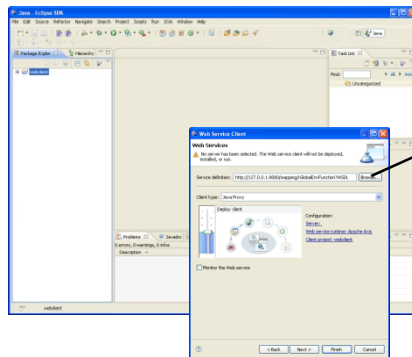 Java - Eclipse SDK
File Edit Source Refactor Navigate Search Project Scripts Run SOA Window Help
Java
Package Explor Hierarchy
Task List
webclient
Find: All
Uncategorized
Web Service Client
Web Services
No server has been selected. The Web service client will not be deployed, installed, or run.
Service definition: Browse...
Client type: Java Proxy
Deploy client
Configuration:
Server:
Web service runtime: Apache Axis
Client project: webclient
Monitor the Web service
Problems Javadoc
0 errors, 0 warnings, 0 infos
Description
webclient
< Back Next > Finish Cancel